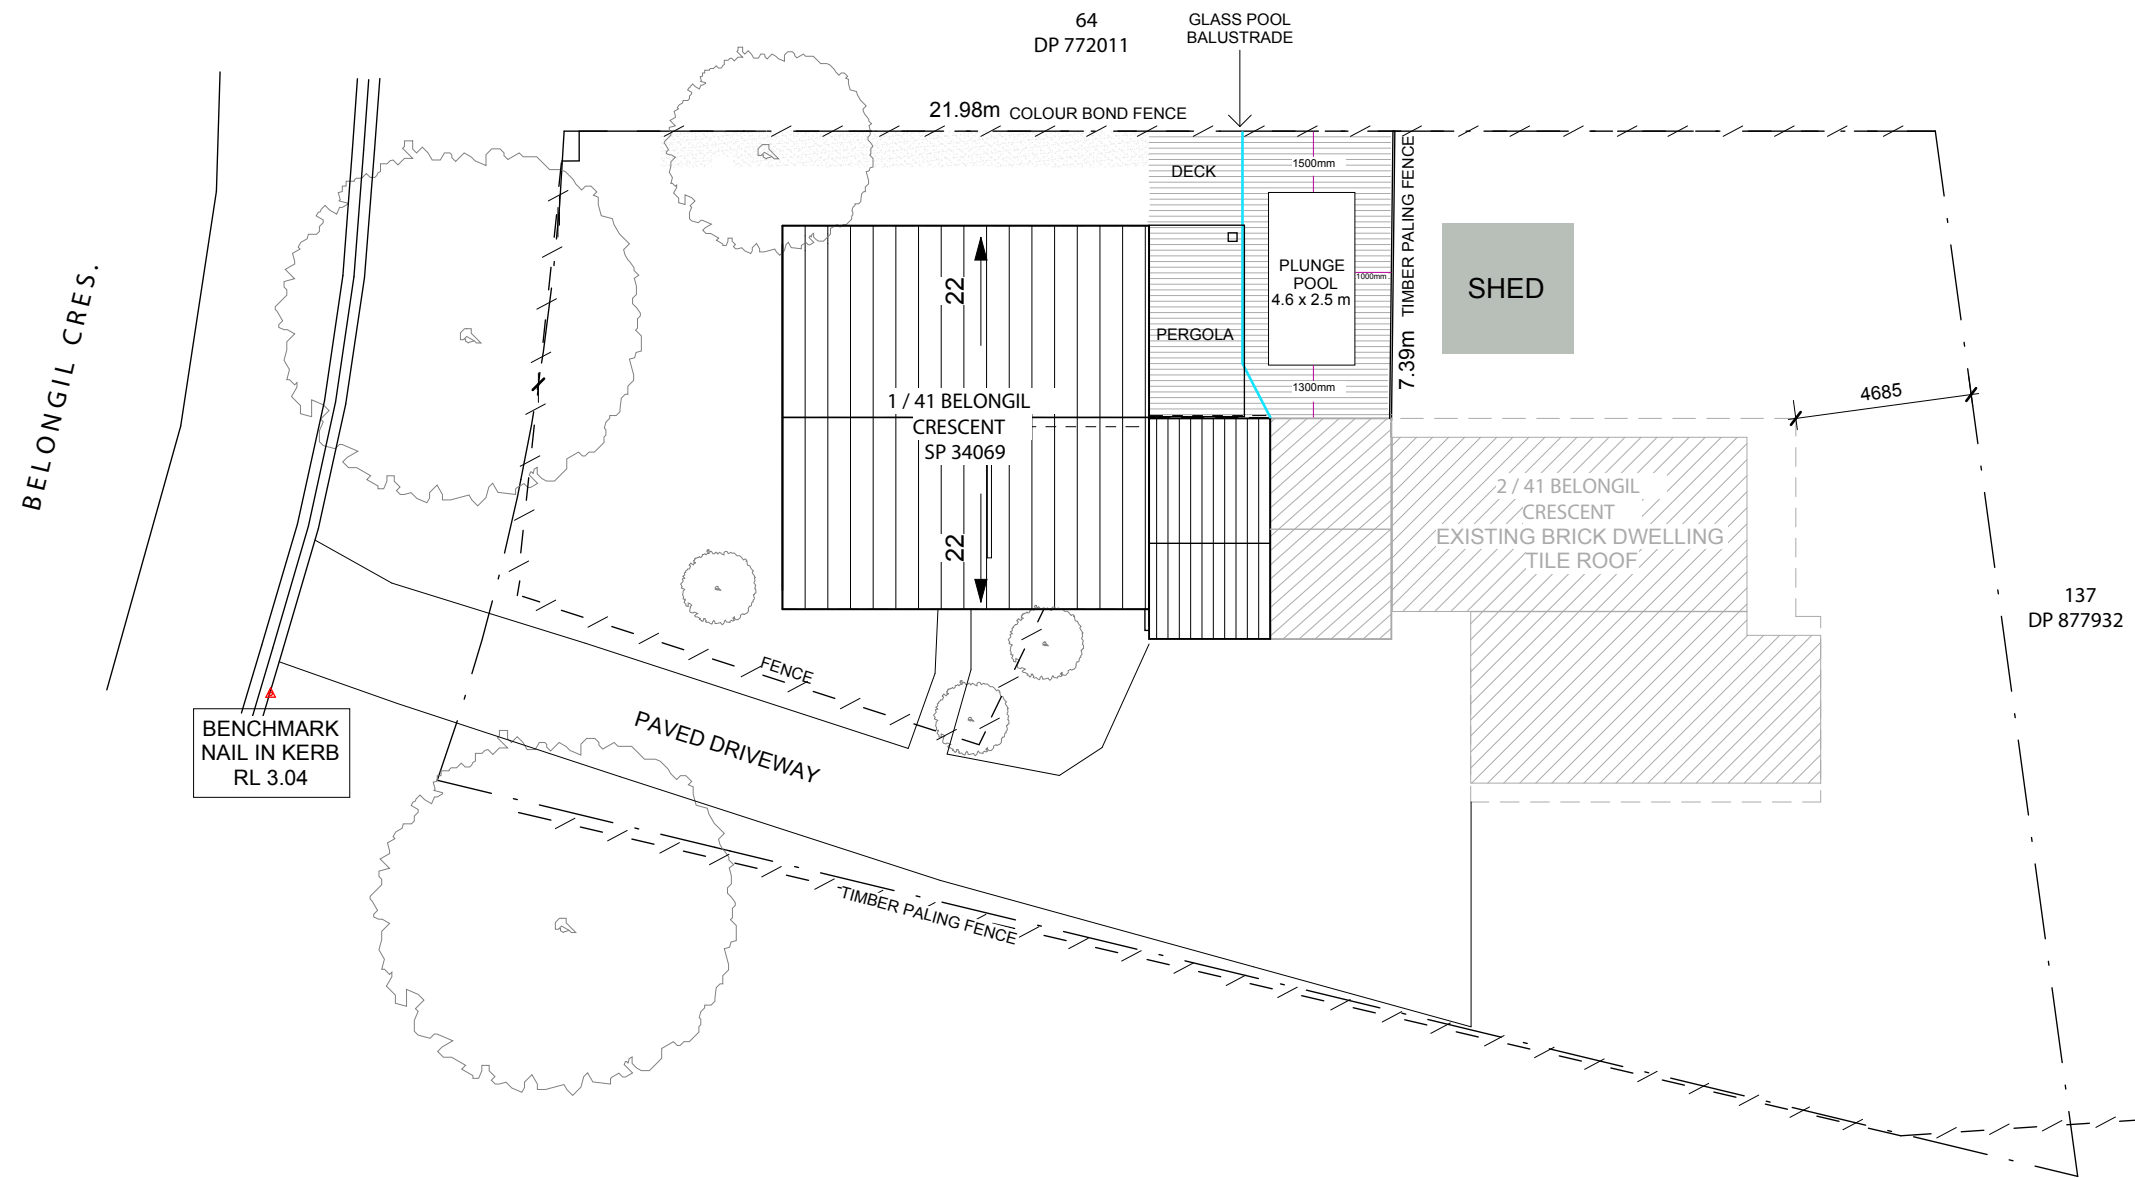 64
DP 772011
GLASS POOL
BALUSTRADE
21.98m COLOUR BOND FENCE
DECK
1500mm
TIMBER PALING FENCE
7.39m
PLUNGE
POOL
4.6 x 2.5 m
1000mm
SHED
PERGOLA
1300mm
22
22
1 / 41 BELONGIL
CRESCENT
SP 34069
4685
2 / 41 BELONGIL
CRESCENT
EXISTING BRICK DWELLING
TILE ROOF
137
DP 877932
BELONGIL CRES.
FENCE
PAVED DRIVEWAY
BENCHMARK
NAIL IN KERB
RL 3.04
TIMBER PALING FENCE